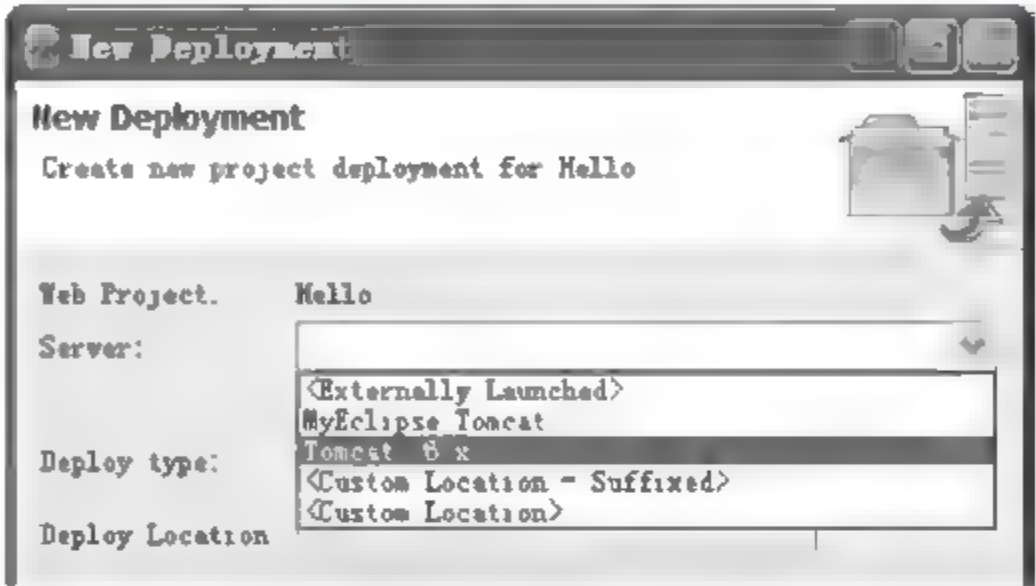 New Deployment
New Deployment
Create new project deployment for Hello
Web Project.
Hello
Server:
<Externally Launched>
MyEclipse Tomcat
Tomcat 6 x
<Custom Location - Suffixed>
<Custom Location>
Deploy type:
Deploy Location